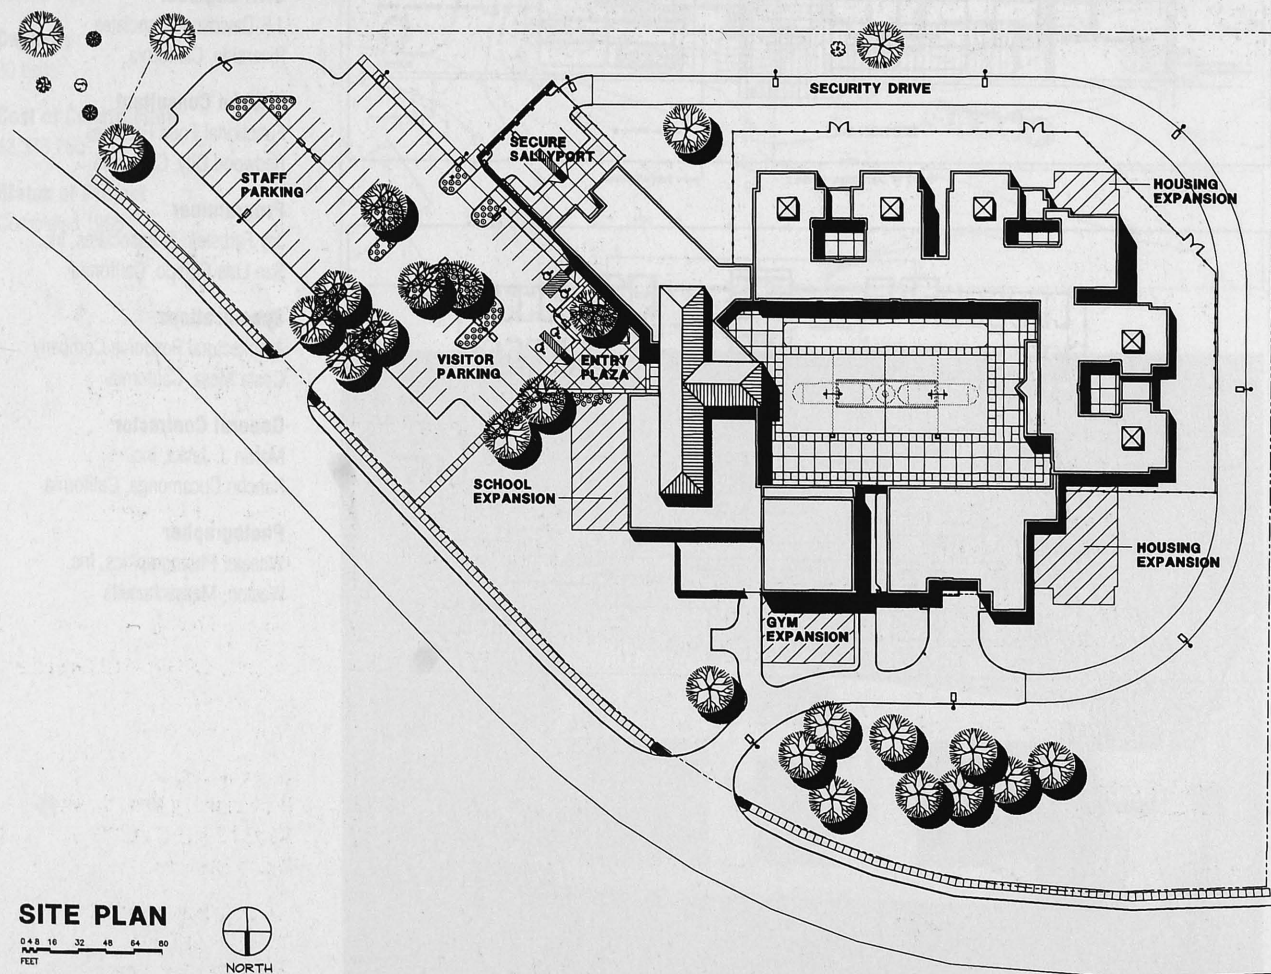 SECURITY DRIVE
SECURE
SALLYPORT
STAFF
PARKING
HOUSING
EXPANSION
VISITOR
PARKING
ENTRY
PLAZA
SCHOOL
EXPANSION
HOUSING
EXPANSION
GYM
EXPANSION
SITE PLAN
0 4 8 16 32 48 64 80
FEET
NORTH